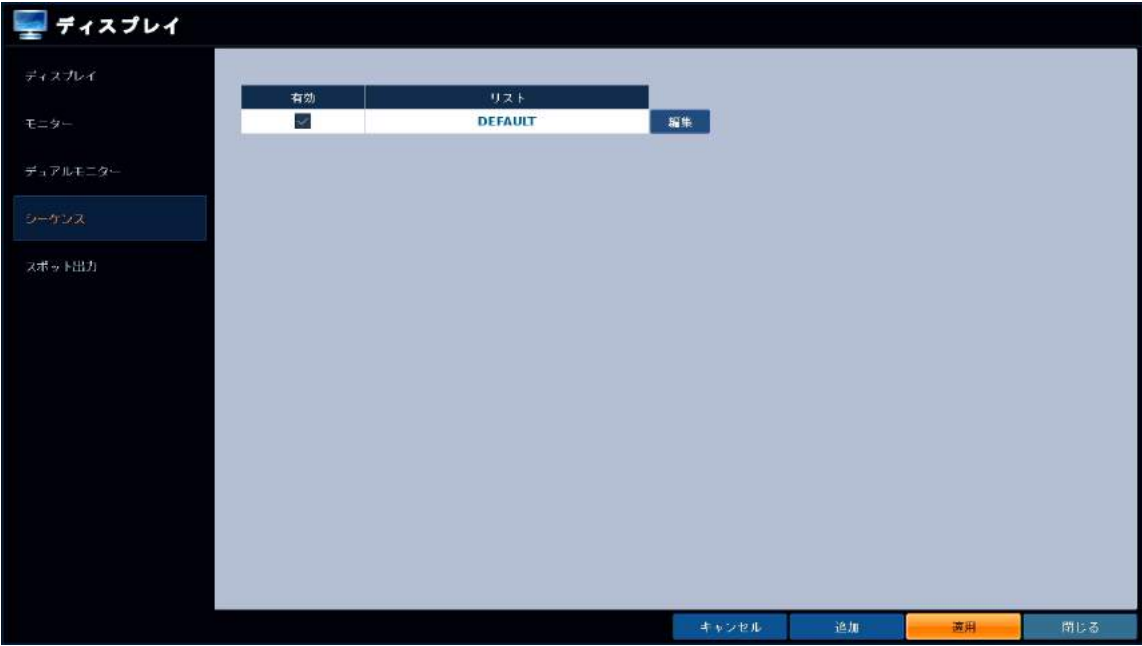 ディスプレイ
ディスプレイ
モニター
デュアルモニター
シーケンス
スポット出力
有効 リスト
DEFAULT 編集
キャンセル 追加 適用 閉じる